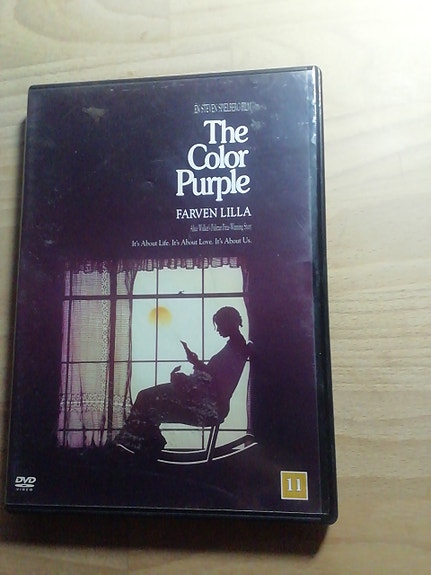 EN STEVEN SPIELBERG FILM
The
Color
Purple
FARVEN LILLA
Alice Walker's Pulitzer Prize-Winning Story
It's About Life. It's About Love. It's About Us.
DVD
VIDEO
11